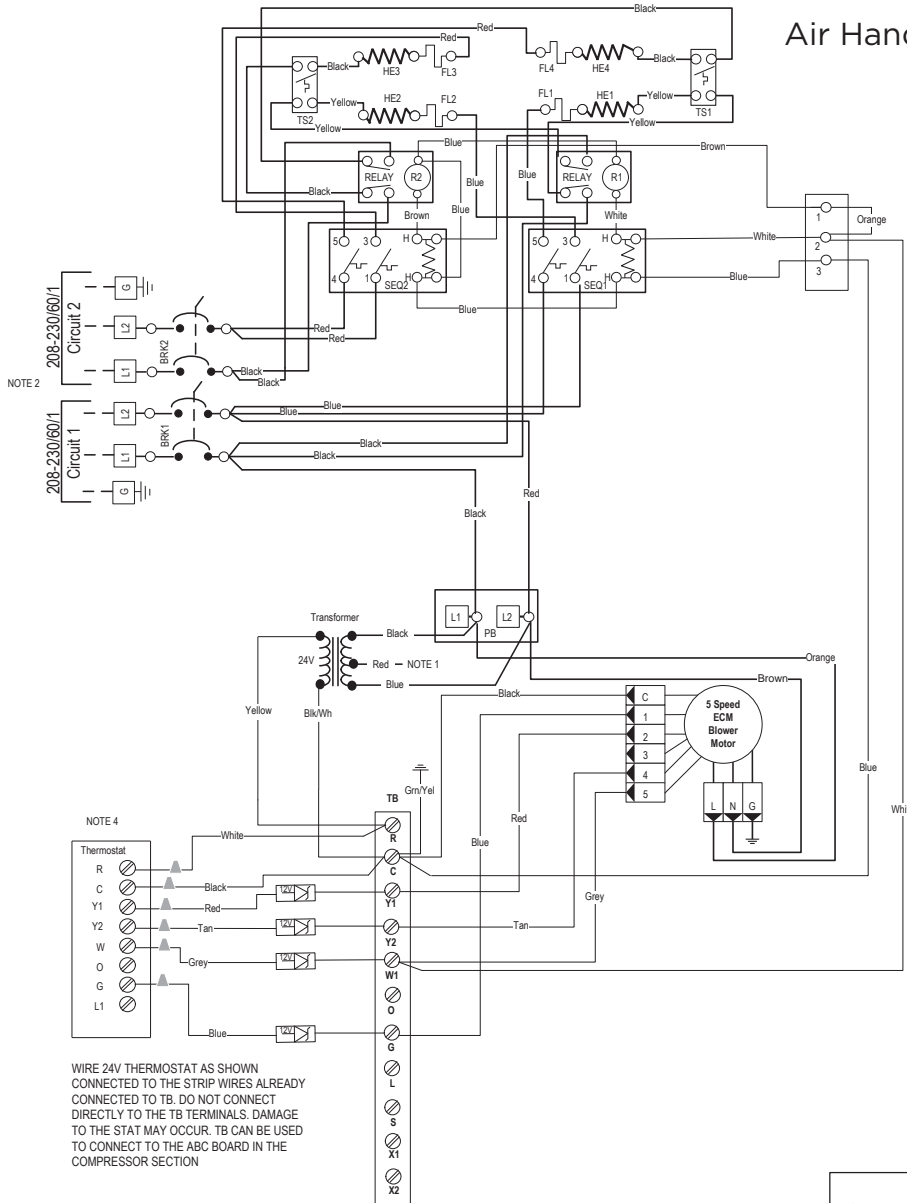 Air Hand
Black
Red
Red
Black
HE3
FL3
FL4
HE4
Black
TS2
Yellow
HE2
FL2
FL1
HE1
Yellow
TS1
Yellow
Yellow
Blue
Brown
RELAY
R2
RELAY
R1
Black
Blue
Blue
Blue
Blue
Brown
White
1
Orange
5
3
H
5
3
H
White
2
4
1
SEQ2
H
4
1
SEQ1
H
Blue
3
Blue
208-230/60/1
Circuit 2
G
L2
BRK2
Red
Red
L1
Black
Black
NOTE 2
208-230/60/1
Circuit 1
L2
BRK1
Blue
Blue
L1
Black
Black
G
Red
Black
L1
L2
PB
Transformer
24V
Black
Red
NOTE 1
Blue
Orange
Brown
Yellow
Blk/Wh
Black
C
1
2
3
4
5
5 Speed
ECM
Blower
Motor
L
N
G
Blue
Whi
Grn/Yel
TB
Red
Blue
Grey
NOTE 4
Thermostat
R
White
R
C
Black
C
Y1
Red
12V
Y1
Y2
Tan
12V
Y2
Tan
W
Grey
12V
W1
O
O
G
Blue
12V
G
L1
L
S
X1
X2
WIRE 24V THERMOSTAT AS SHOWN
CONNECTED TO THE STRIP WIRES ALREADY
CONNECTED TO TB. DO NOT CONNECT
DIRECTLY TO THE TB TERMINALS. DAMAGE
TO THE STAT MAY OCCUR. TB CAN BE USED
TO CONNECT TO THE ABC BOARD IN THE
COMPRESSOR SECTION